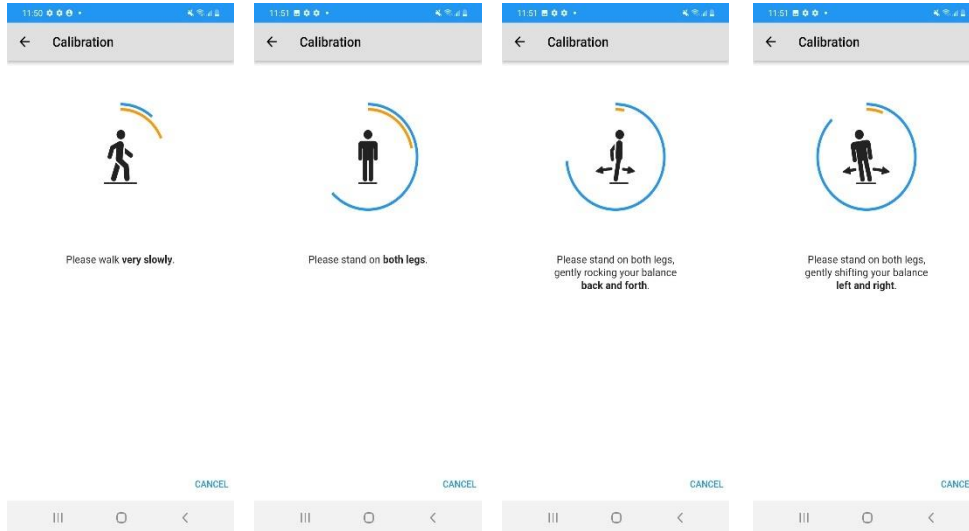 11:50
Calibration
Please walk very slowly.
CANCEL
11:51
Calibration
Please stand on both legs.
CANCEL
11:51
Calibration
Please stand on both legs,
gently rocking your balance
back and forth.
CANCEL
11:51
Calibration
Please stand on both legs,
gently shifting your balance
left and right.
CANCE